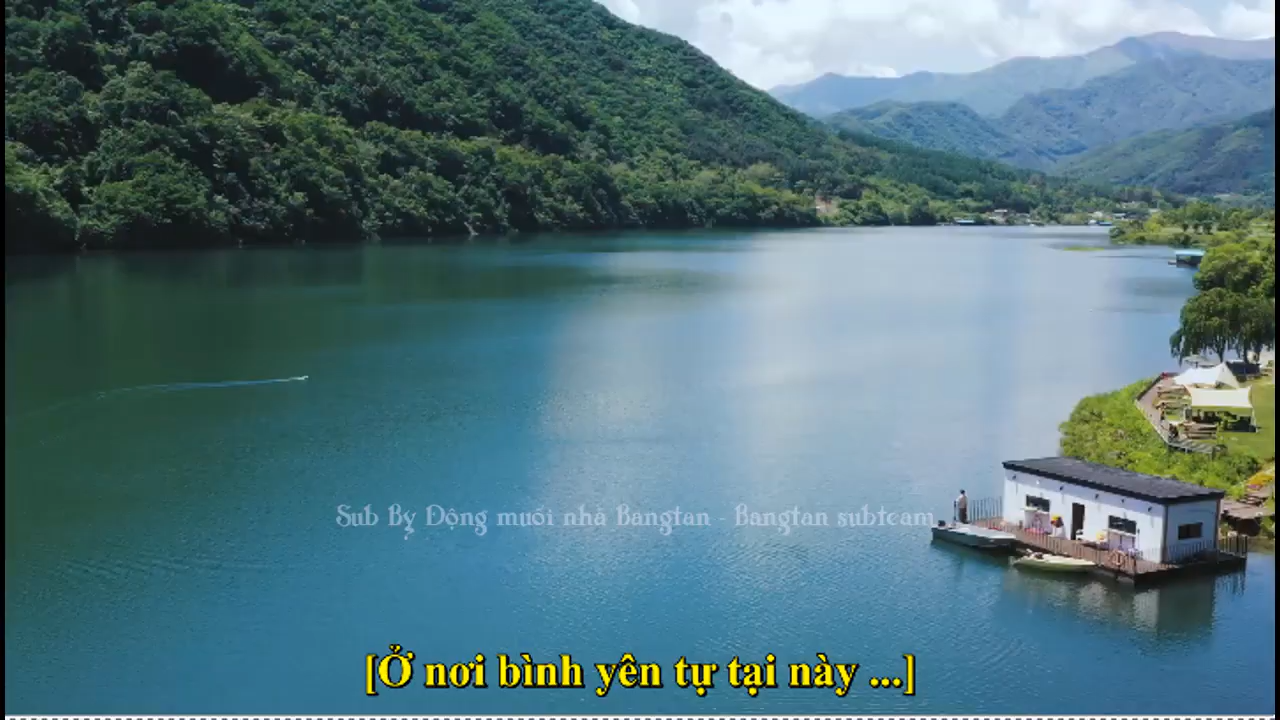 Sub By Động muối nhà Bangtan - Bangtan subteam
[Ở nơi bình yên tự tại này ...]